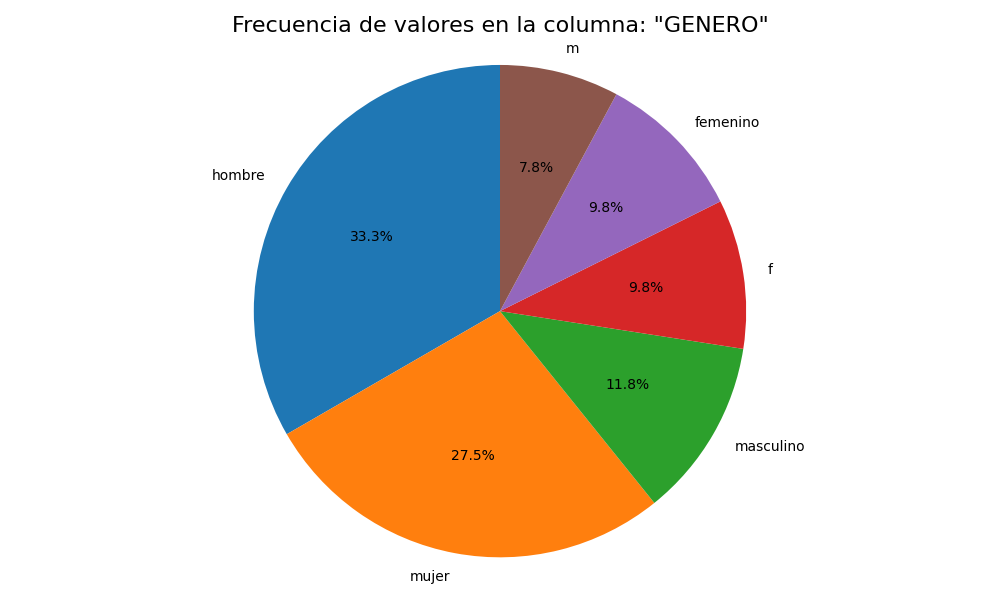 Frecuencia de valores en la columna: "GENERO"
m
femenino
hombre
7.8%
9.8%
33.3%
f
9.8%
11.8%
masculino
27.5%
mujer